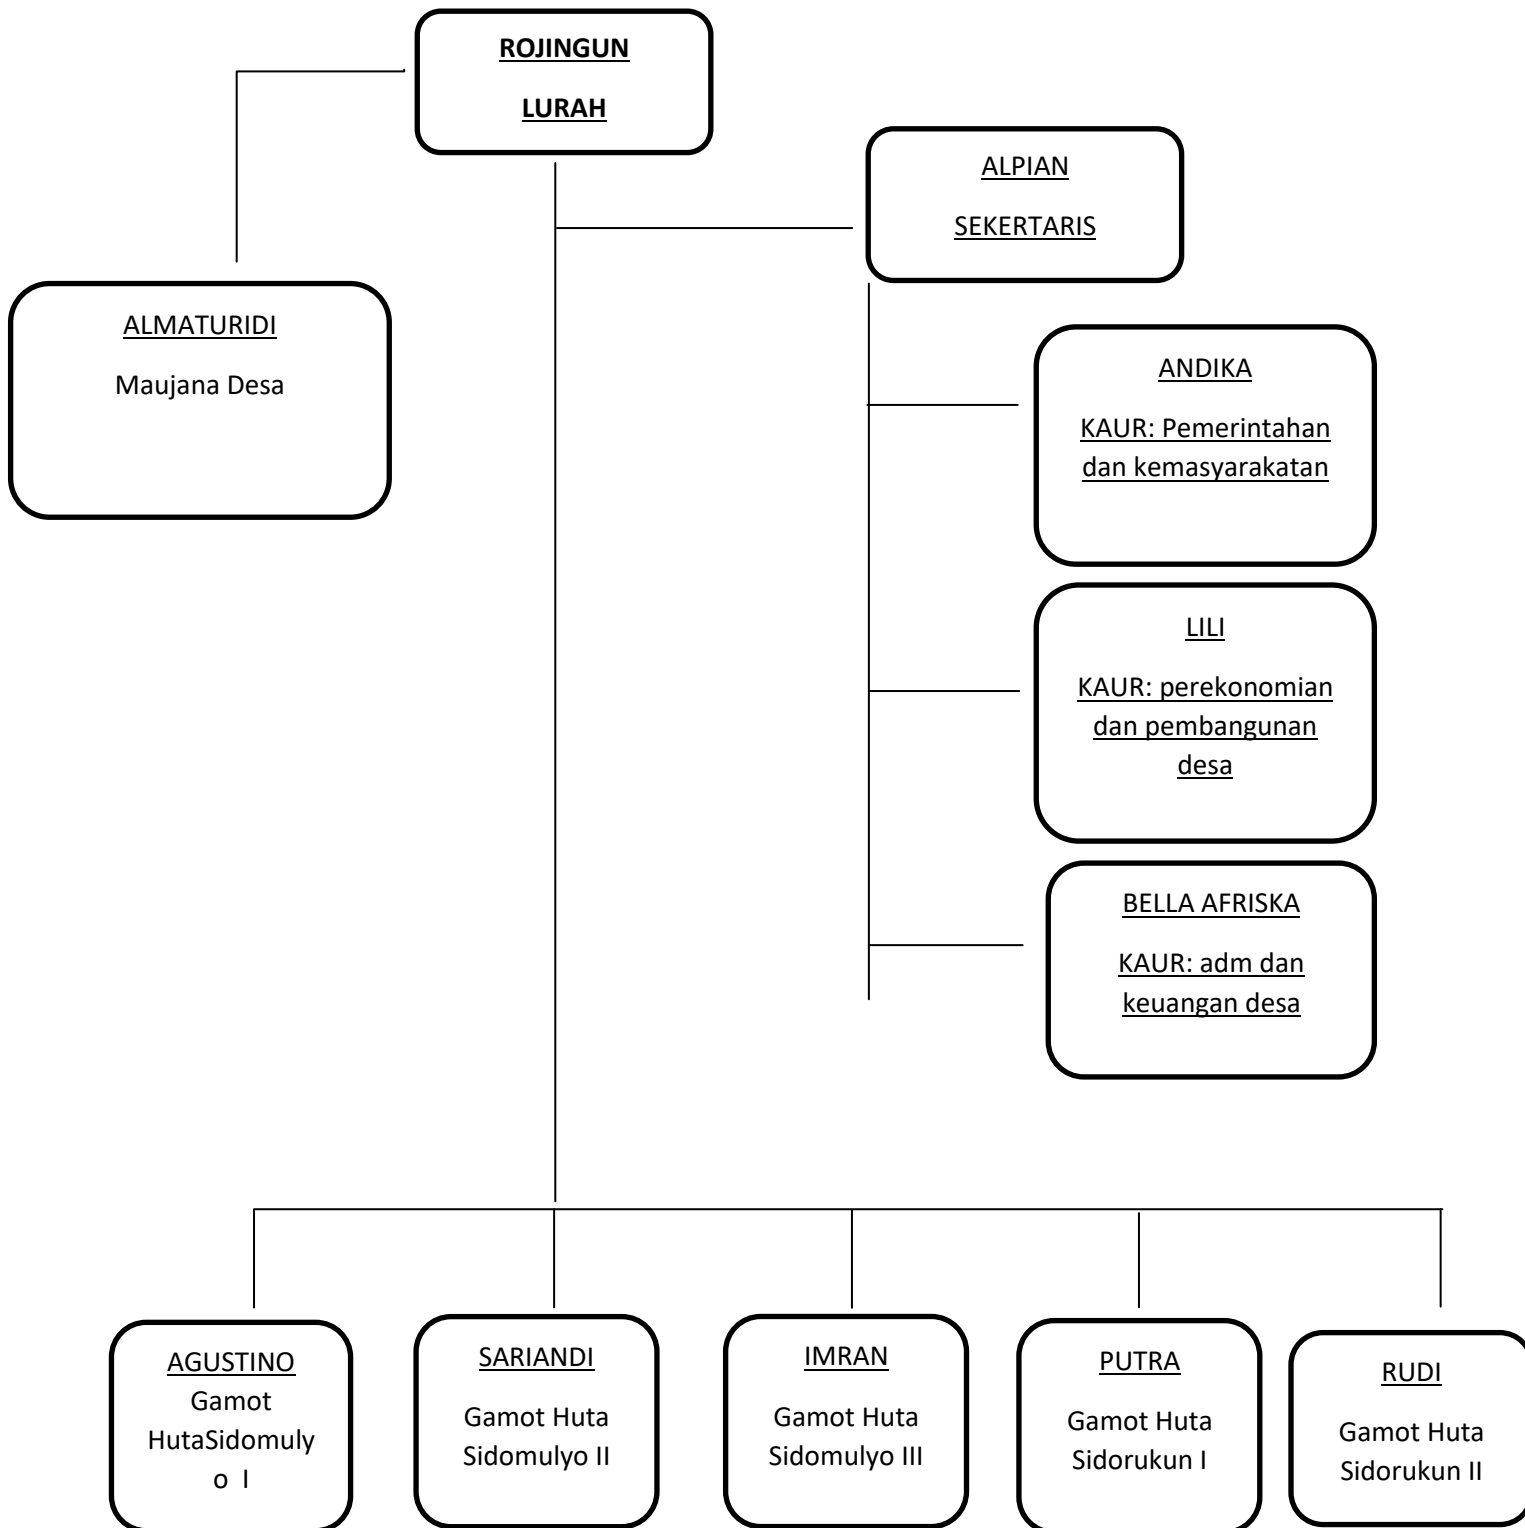 ROJINGUN
LURAH
ALPIAN
SEKERTARIS
ALMATURIDI
Maujana Desa
ANDIKA
KAUR: Pemerintahan
dan kemasyarakatan
LILI
KAUR: perekonomian
dan pembangunan
desa
BELLA AFRISKA
KAUR: adm dan
keuangan desa
AGUSTINO
Gamot
HutaSidomuly
o I
SARIANDI
Gamot Huta
Sidomulyo II
IMRAN
Gamot Huta
Sidomulyo III
PUTRA
Gamot Huta
Sidorukun I
RUDI
Gamot Huta
Sidorukun II